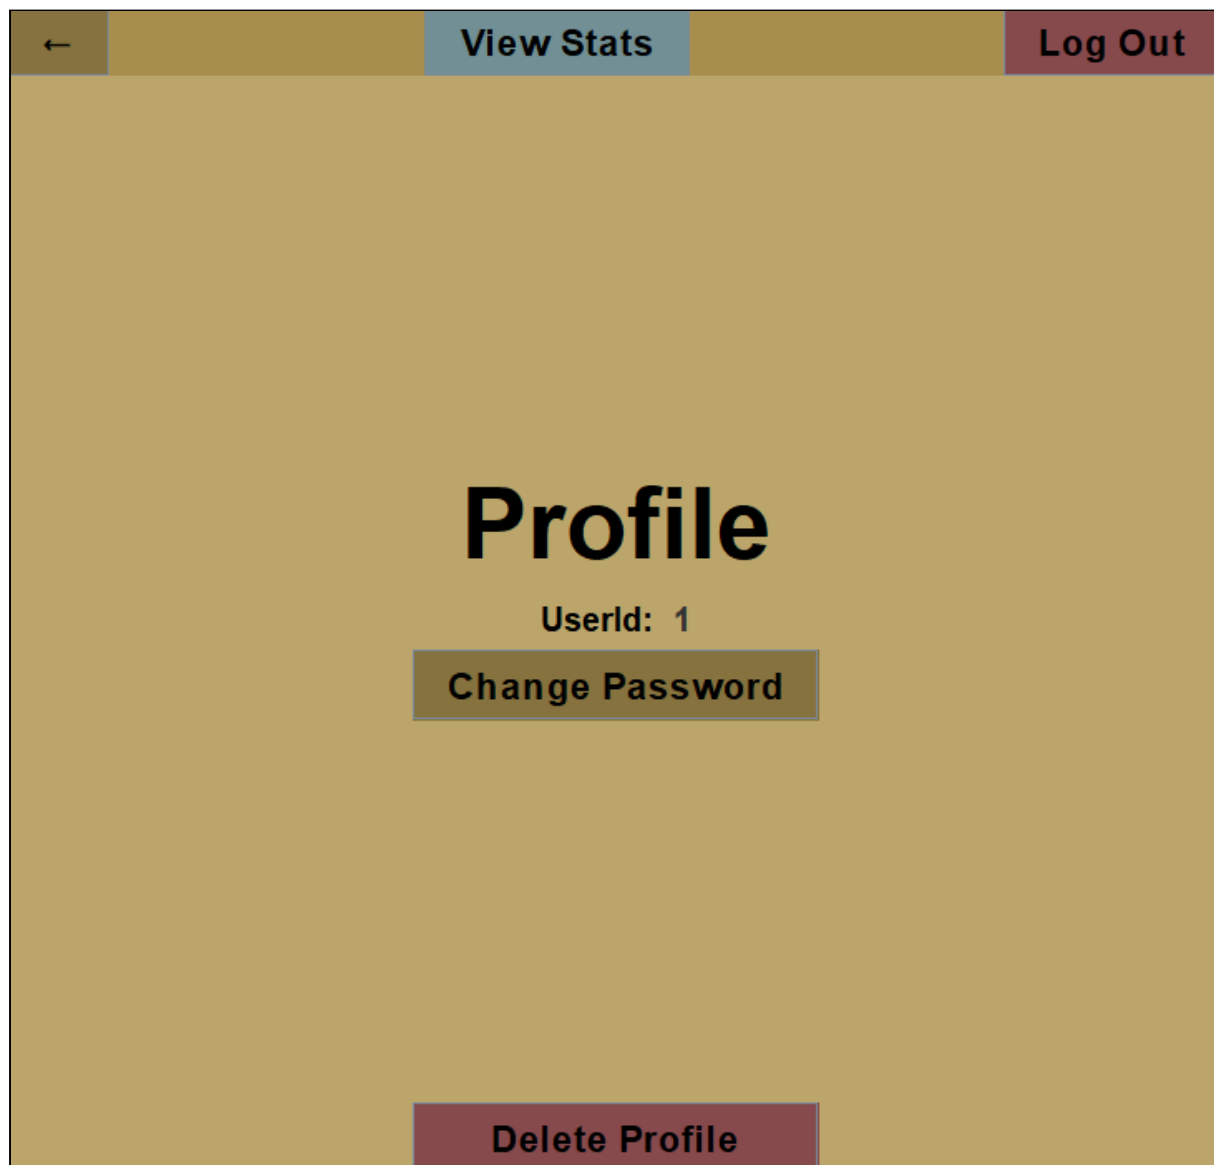 ← View Stats Log Out
Profile
UserId: 1
Change Password
Delete Profile